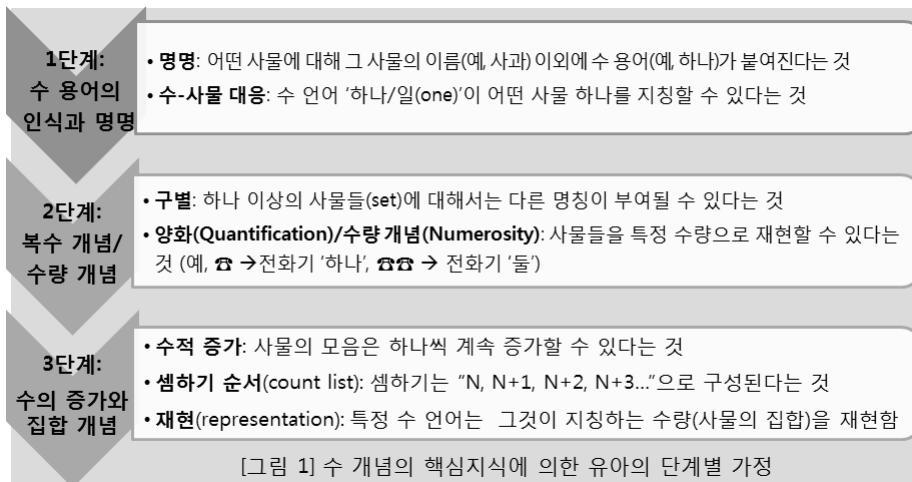 1단계:
수 용어의
인식과 명명
• 명명: 어떤 사물에 대해 그 사물의 이름(예, 사과) 이외에 수 용어(예, 하나)가 붙여진다는 것
• 수-사물 대응: 수 언어 ‘하나/일(one)’이 어떤 사물 하나를 지칭할 수 있다는 것
2단계:
복수 개념/
수량 개념
• 구별: 하나 이상의 사물들(set)에 대해서는 다른 명칭이 부여될 수 있다는 것
• 양화(Quantification)/수량 개념(Numerosity): 사물들을 특정 수량으로 재현할 수 있다는
것 (예, ☎ →전화기 ‘하나’, ☎☎ → 전화기 ‘둘’)
3단계:
수의 증가와
집합 개념
• 수적 증가: 사물의 모음은 하나씩 계속 증가할 수 있다는 것
• 셈하기 순서(count list): 셈하기는 “N, N+1, N+2, N+3...”으로 구성된다는 것
• 재현(representation): 특정 수 언어는 그것이 지칭하는 수량(사물의 집합)을 재현함
[그림 1] 수 개념의 핵심지식에 의한 유아의 단계별 가정